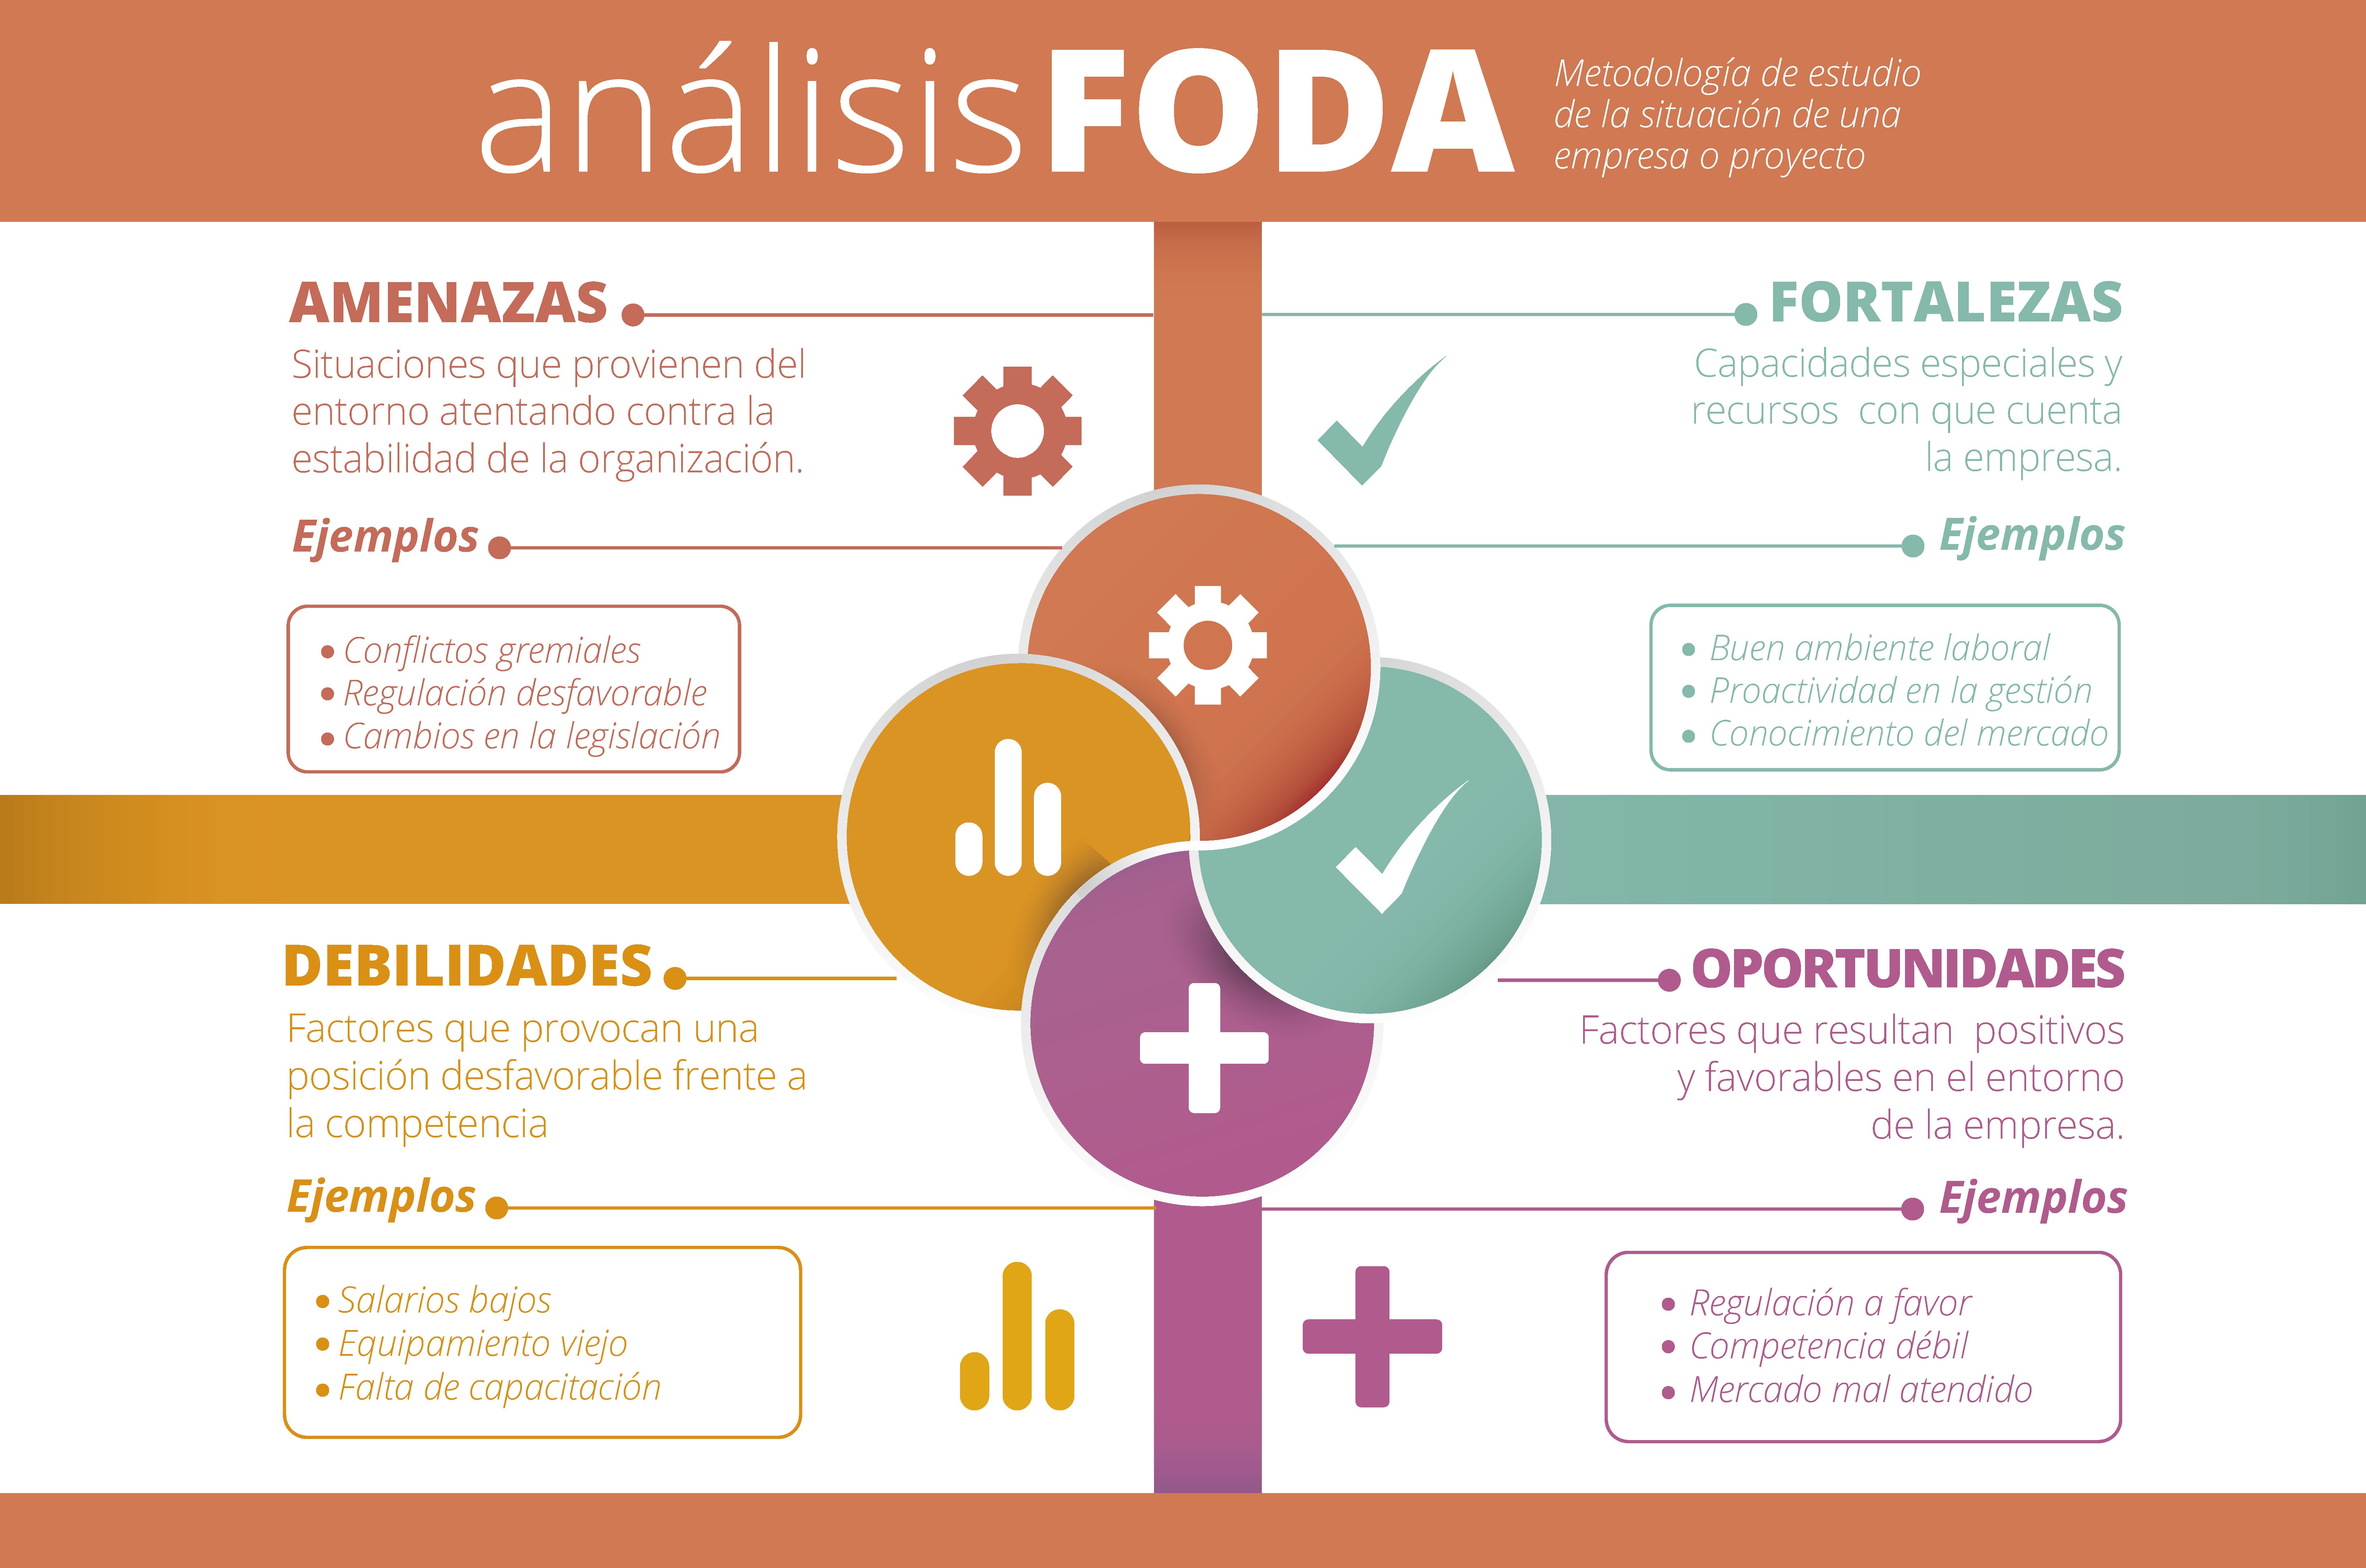 análisis FODA
Metodología de estudio
de la situación de una
empresa o proyecto
AMENAZAS
Situaciones que provienen del
entorno atentando contra la
estabilidad de la organización.
Ejemplos
• Conflictos gremiales
• Regulación desfavorable
• Cambios en la legislación
FORTALEZAS
Capacidades especiales y
recursos con que cuenta
la empresa.
Ejemplos
• Buen ambiente laboral
• Proactividad en la gestión
• Conocimiento del mercado
DEBILIDADES
Factores que provocan una
posición desfavorable frente a
la competencia
Ejemplos
• Salarios bajos
• Equipamiento viejo
• Falta de capacitación
OPORTUNIDADES
Factores que resultan positivos
y favorables en el entorno
de la empresa.
Ejemplos
• Regulación a favor
• Competencia débil
• Mercado mal atendido